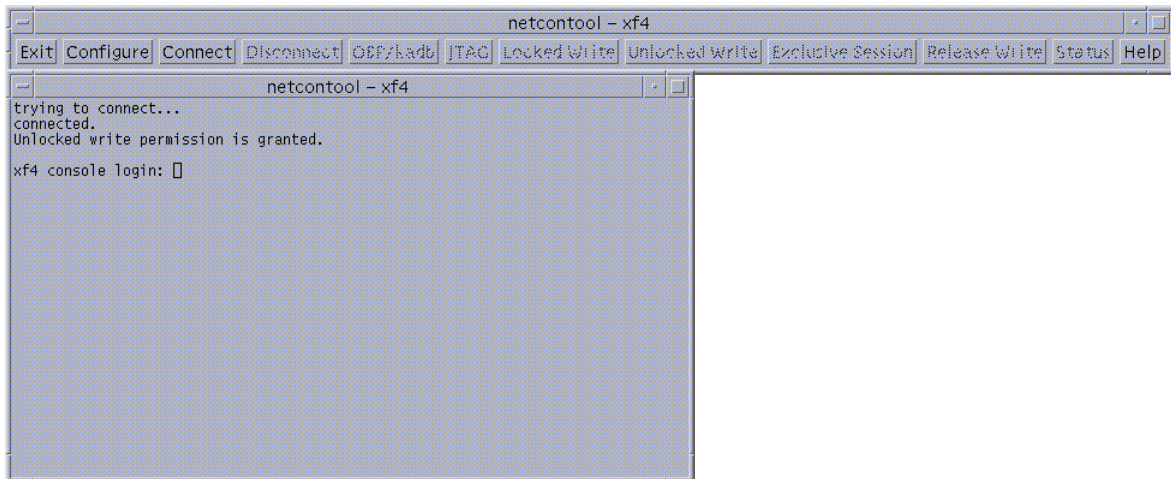 netcontool – xf4
Exit Configure Connect Disconnect OBP/kadb JTAG Locked Write Unlocked Write Exclusive Session Release Write Status Help
netcontool – xf4
trying to connect...
connected.
Unlocked write permission is granted.
xf4 console login: